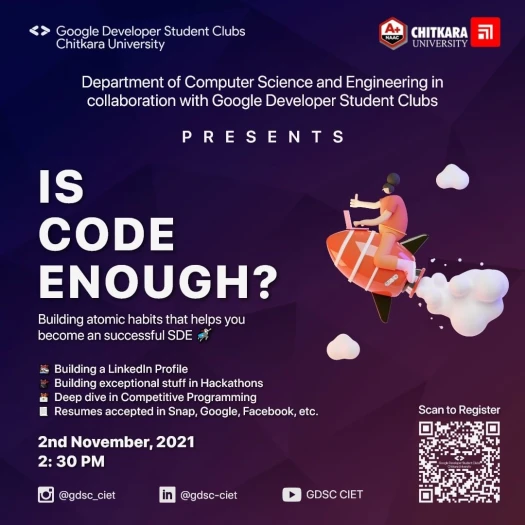 Google Developer Student Clubs
Chitkara University
A+
NAAC
CHITKARA
UNIVERSITY
Department of Computer Science and Engineering in
collaboration with Google Developer Student Clubs
PRESENTS
IS
CODE
ENOUGH?
Building atomic habits that helps you
become an successful SDE
Building a LinkedIn Profile
Building exceptional stuff in Hackathons
Deep dive in Competitive Programming
Resumes accepted in Snap, Google, Facebook, etc.
2nd November, 2021
2: 30 PM
Scan to Register
@gdsc_ciet
@gdsc-ciet
GDSC CIET